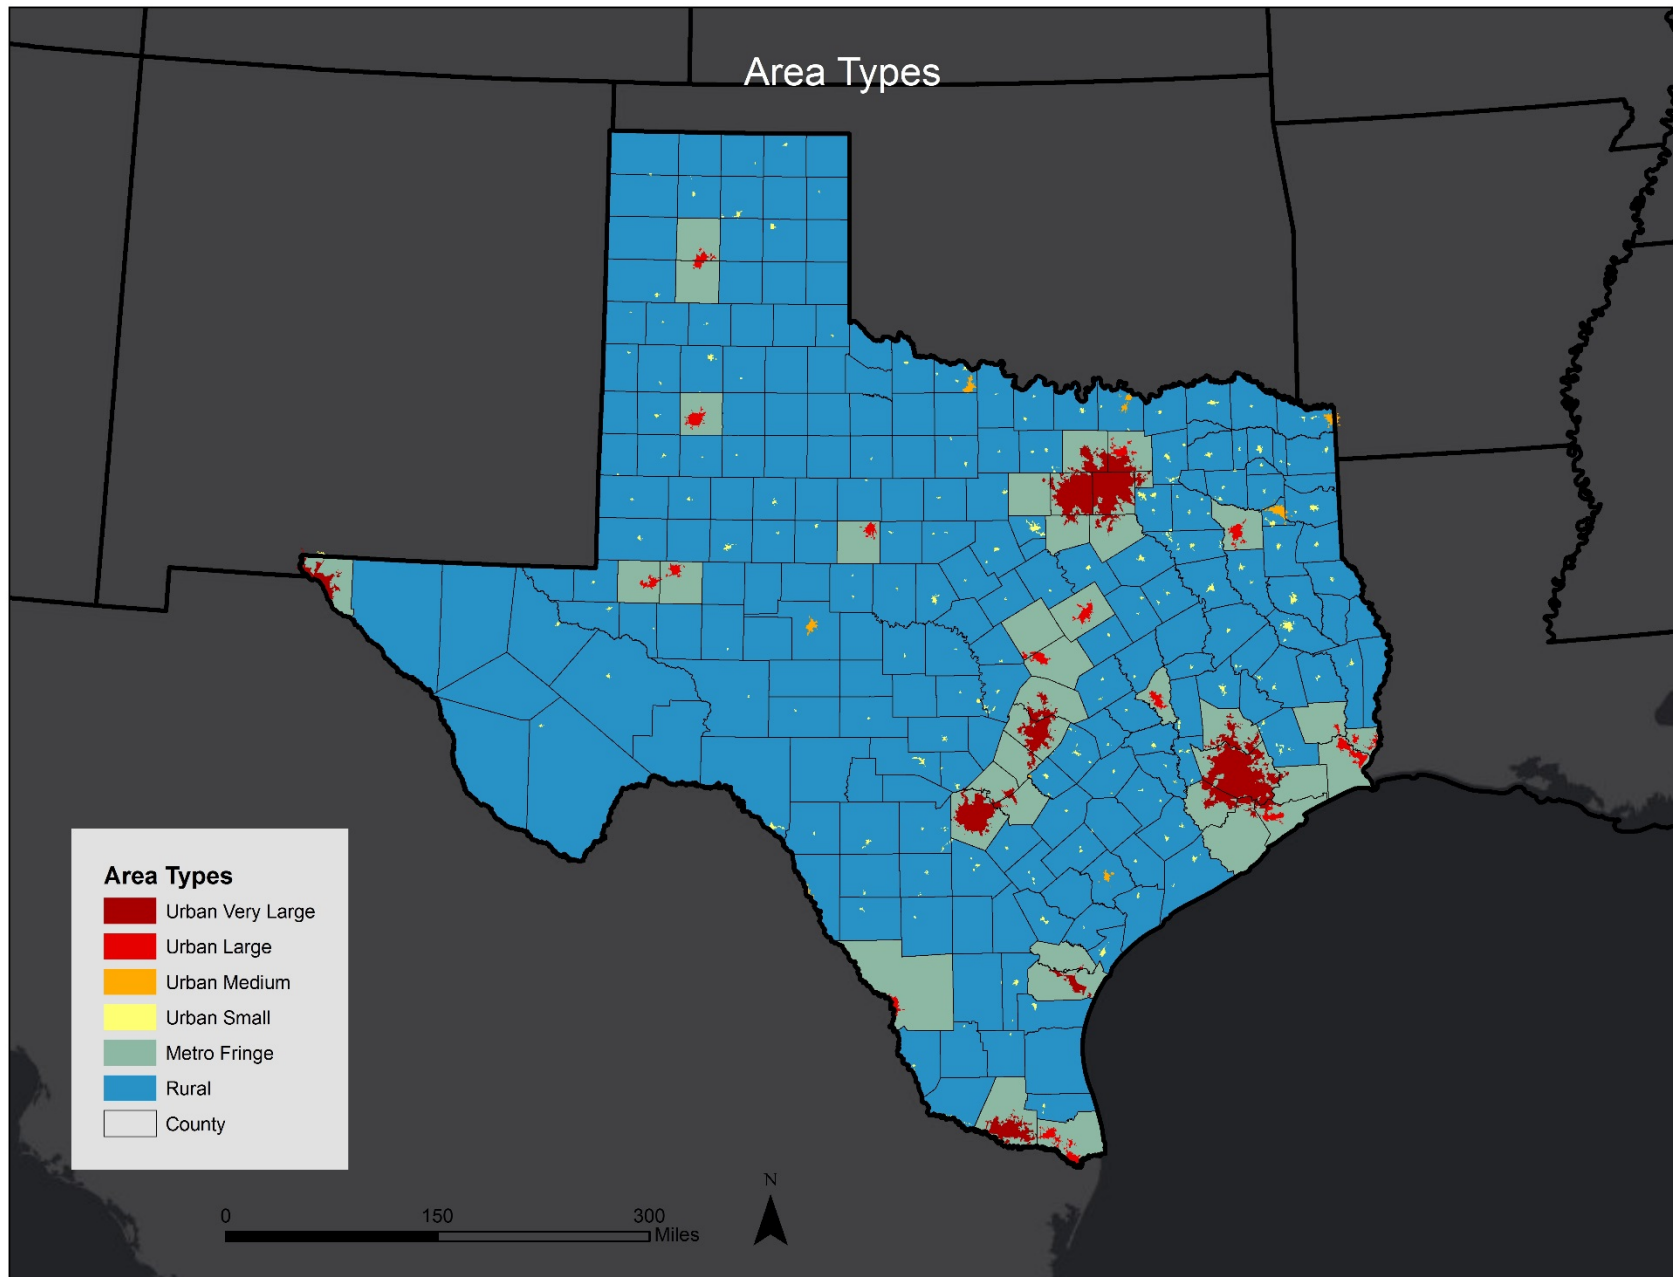 Area Types
Area Types
Urban Very Large
Urban Large
Urban Medium
Urban Small
Metro Fringe
Rural
County
N
0 150 300
Miles